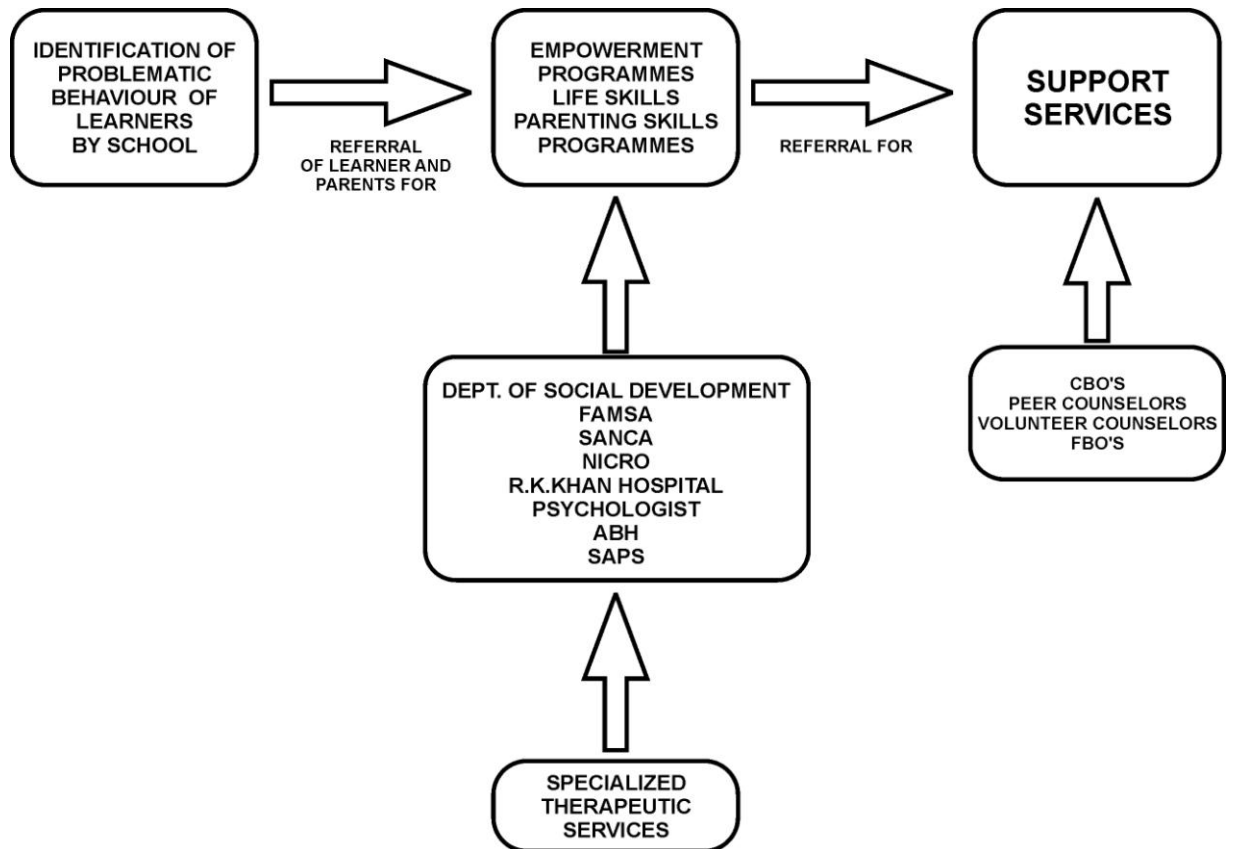 IDENTIFICATION OF
PROBLEMATIC
BEHAVIOUR OF
LEARNERS
BY SCHOOL
REFERRAL
OF LEARNER AND
PARENTS FOR
EMPOWERMENT
PROGRAMMES
LIFE SKILLS
PARENTING SKILLS
PROGRAMMES
REFERRAL FOR
SUPPORT
SERVICES
DEPT. OF SOCIAL DEVELOPMENT
FAMSA
SANCA
NICRO
R.K.KHAN HOSPITAL
PSYCHOLOGIST
ABH
SAPS
CBO'S
PEER COUNSELORS
VOLUNTEER COUNSELORS
FBO'S
SPECIALIZED
THERAPEUTIC
SERVICES